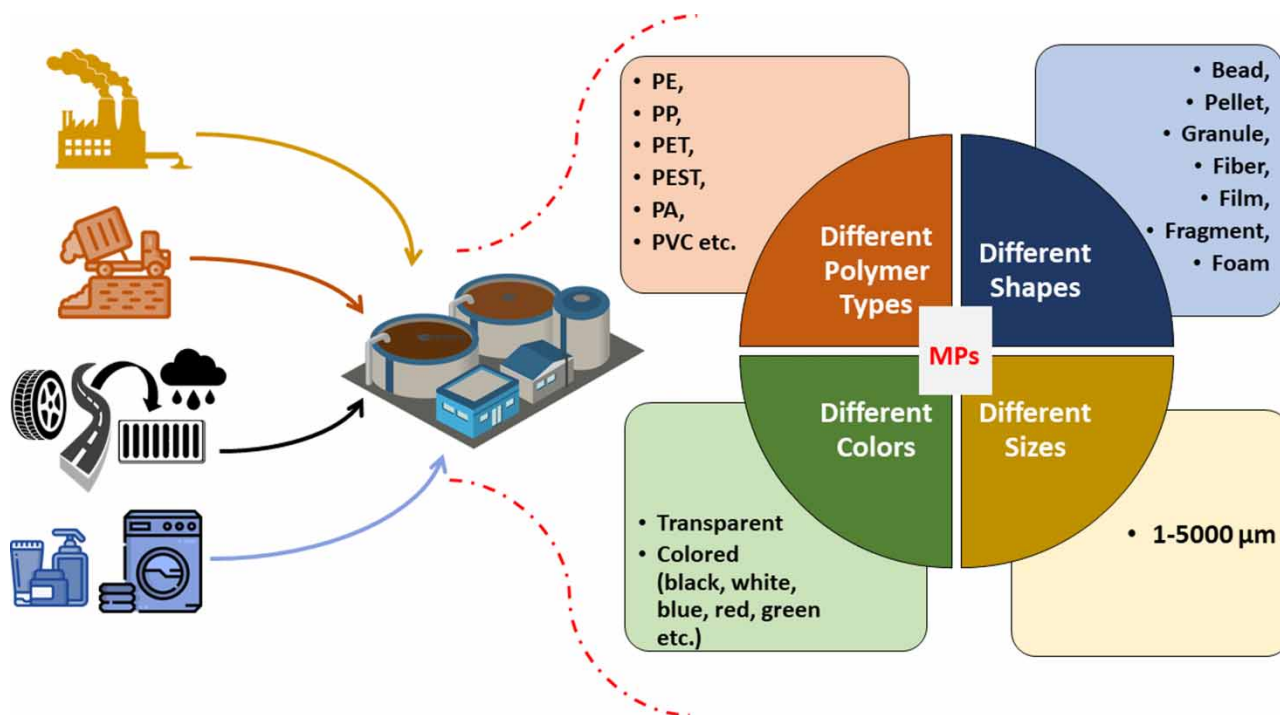 • PE,
• PP,
• PET,
• PEST,
• PA,
• PVC etc.
• Bead,
• Pellet,
• Granule,
• Fiber,
• Film,
• Fragment,
• Foam
Different
Polymer
Types
Different
Shapes
MPs
Different
Colors
Different
Sizes
• Transparent
• Colored
(black, white,
blue, red, green
etc.)
• 1-5000 µm